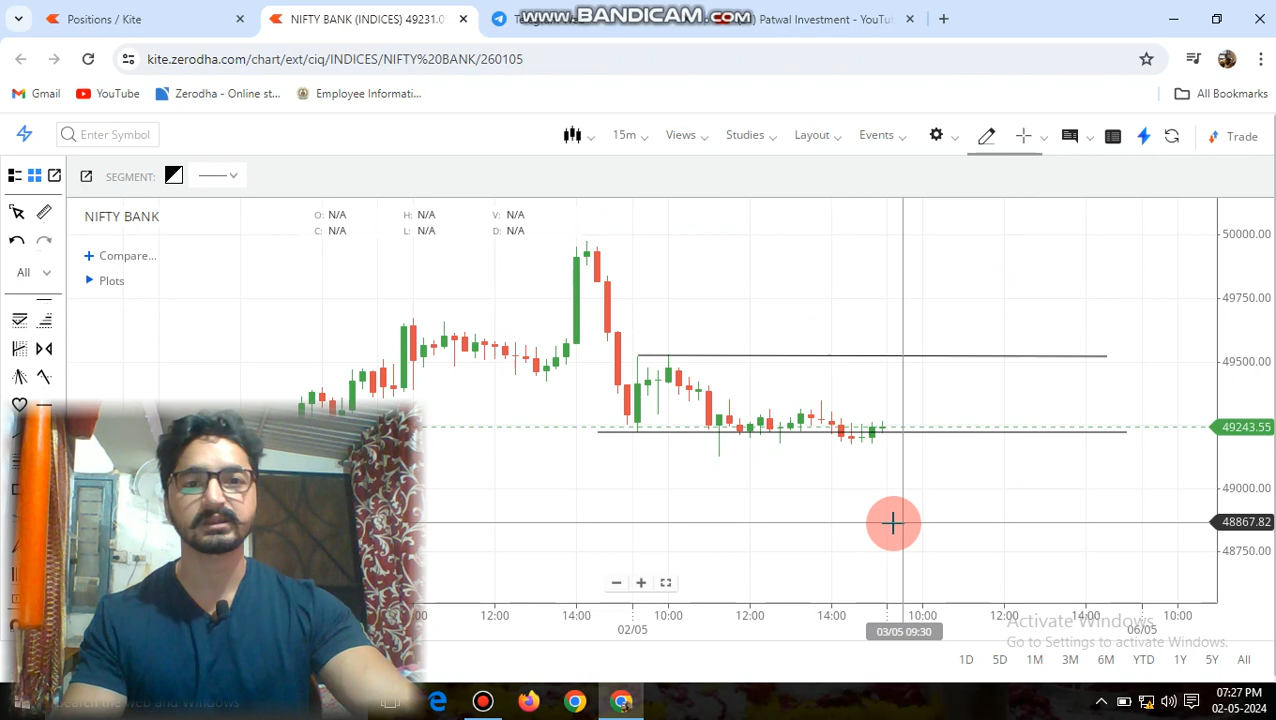 Positions / Kite
NIFTY BANK (INDICES) 49231.0
Patwal Investment - YouTu
www.BANDICAM.com
kite.zerodha.com/chart/ext/ciq/INDICES/NIFTY%20BANK/260105
Gmail
YouTube
Zerodha - Online st...
Employee Informati...
All Bookmarks
Enter Symbol
15m
Views
Studies
Layout
Events
Trade
SEGMENT:
NIFTY BANK
O: N/A
H: N/A
V: N/A
C: N/A
L: N/A
D: N/A
Compare...
Plots
All
50000.00
49750.00
49500.00
49243.55
49000.00
48867.82
48750.00
12:00
14:00
10:00
12:00
14:00
10:00
12:00
14:00
10:00
02/05
03/05 09:30
06/05
Activate Windows
Go to Settings to activate Windows.
1D
5D
1M
3M
6M
YTD
1Y
5Y
All
Search the web and Windows
07:27 PM
02-05-2024